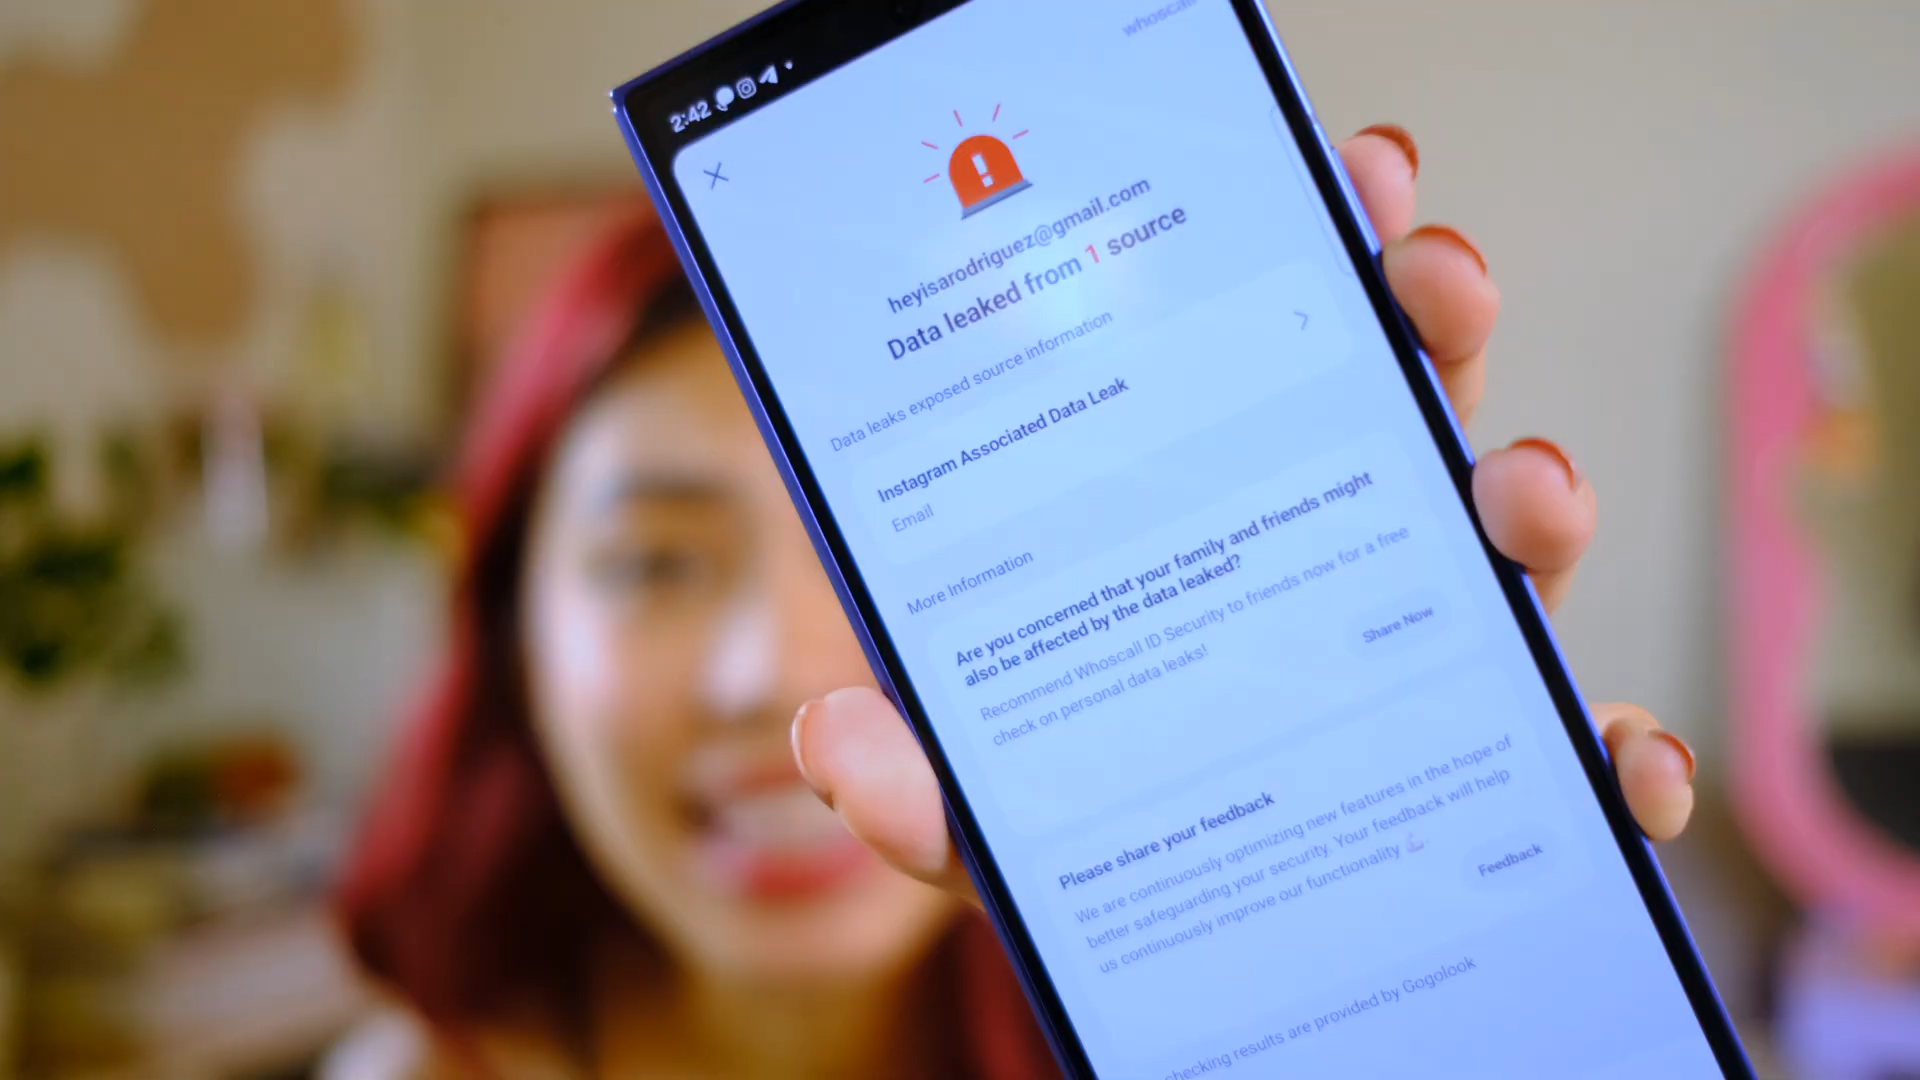 whoscall
2:42
heyisarodriguez@gmail.com
Data leaked from 1 source
Data leaks exposed source information
Instagram Associated Data Leak
Email
More Information
Are you concerned that your family and friends might
also be affected by the data leaked?
Recommend Whoscall ID Security to friends now for a free
check on personal data leaks!
Share Now
Please share your feedback
We are continuously optimizing new features in the hope of
better safeguarding your security. Your feedback will help
us continuously improve our functionality 💪.
Feedback
checking results are provided by Gogolook